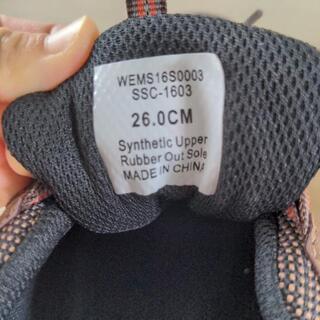 WEMS16S0003
SSC-1603
26.0CM
Synthetic Upper
Rubber Out Sole
MADE IN CHINA